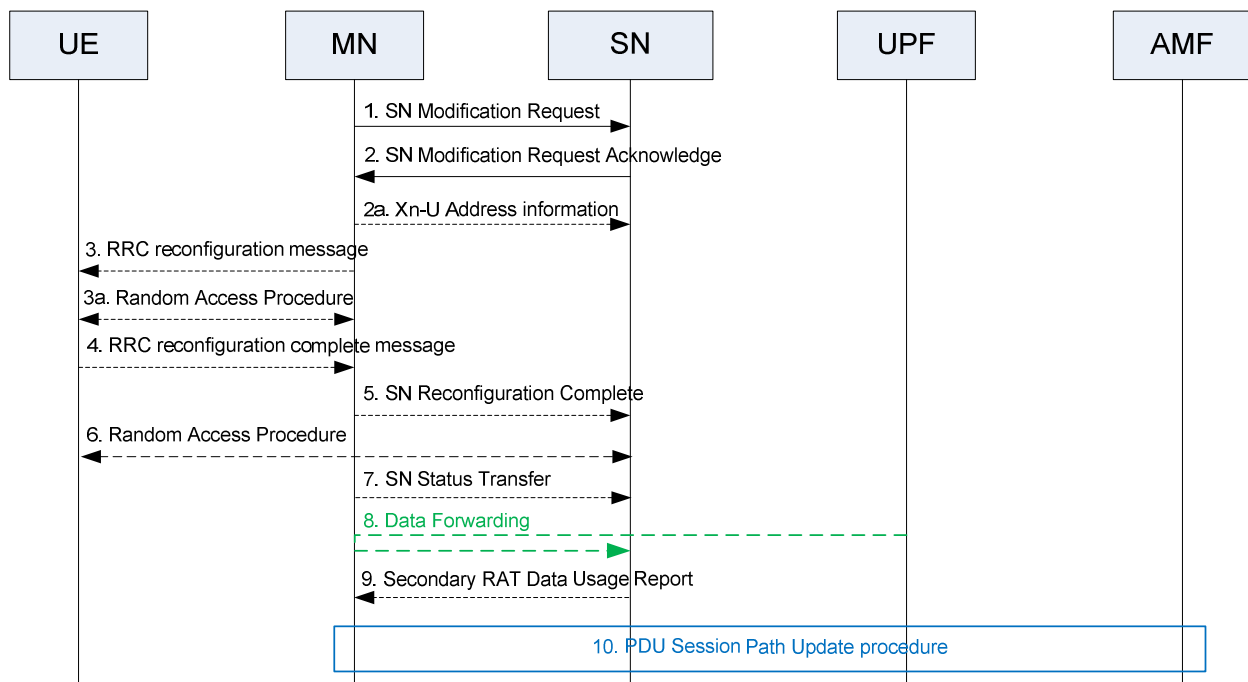 UE
MN
SN
UPF
AMF
1. SN Modification Request
2. SN Modification Request Acknowledge
2a. Xn-U Address information
3. RRC reconfiguration message
3a. Random Access Procedure
4. RRC reconfiguration complete message
5. SN Reconfiguration Complete
6. Random Access Procedure
7. SN Status Transfer
8. Data Forwarding
9. Secondary RAT Data Usage Report
10. PDU Session Path Update procedure